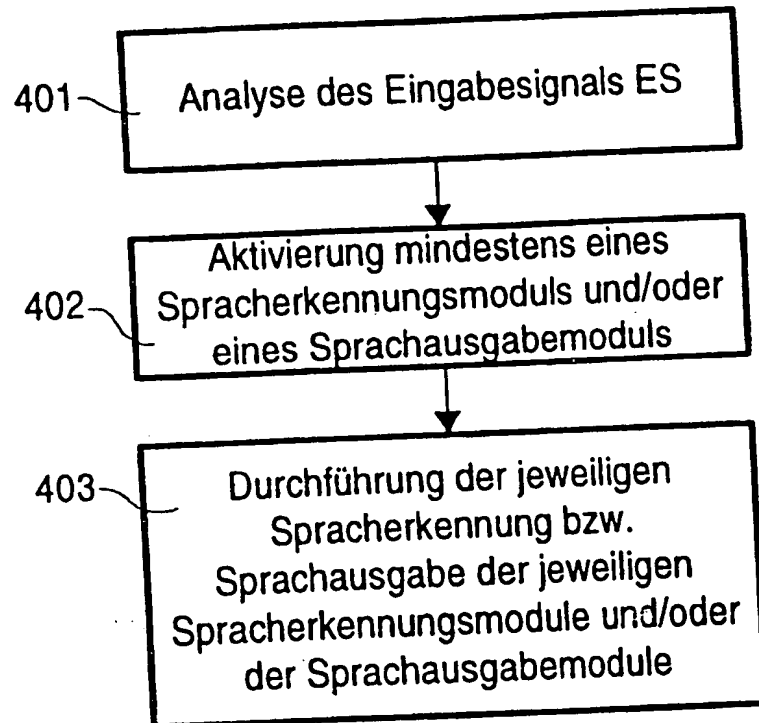 401
Analyse des Eingabesignals ES
402
Aktivierung mindestens eines
Spracherkennungsmoduls und/oder
eines Sprachausgabemoduls
403
Durchführung der jeweiligen
Spracherkennung bzw.
Sprachausgabe der jeweiligen
Spracherkennungsmodule und/oder
der Sprachausgabemodule